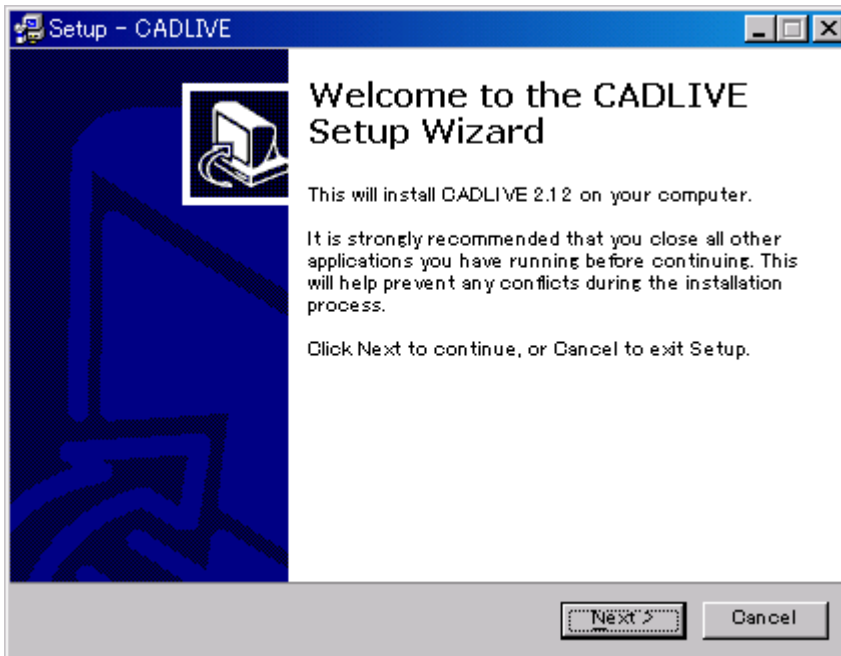 Setup - CADLIVE
Welcome to the CADLIVE
Setup Wizard
This will install CADLIVE 2.12 on your computer.
It is strongly recommended that you close all other
applications you have running before continuing. This
will help prevent any conflicts during the installation
process.
Click Next to continue, or Cancel to exit Setup.
Next >
Cancel